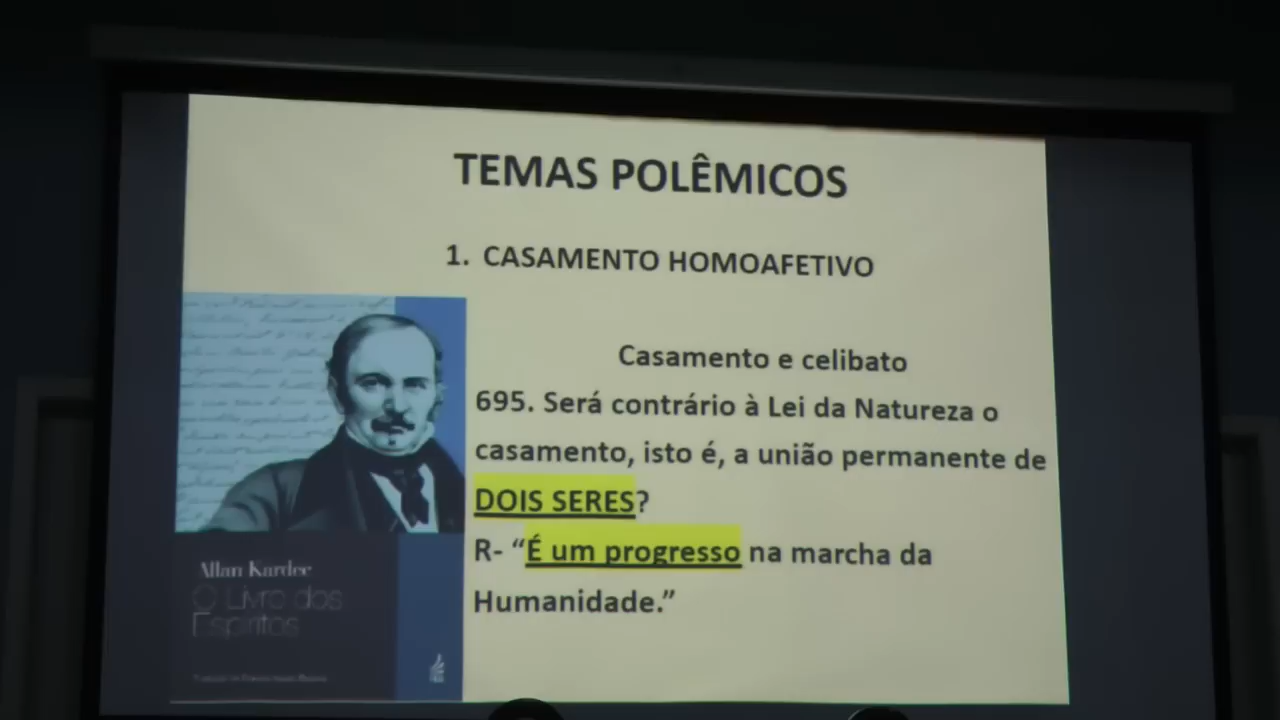 TEMAS POLÊMICOS
1. CASAMENTO HOMOAFETIVO
Casamento e celibato
695. Será contrário à Lei da Natureza o
casamento, isto é, a união permanente de
DOIS SERES?
R- “É um progresso na marcha da
Humanidade.”
Allan Kardec
O Livro dos
Espíritos